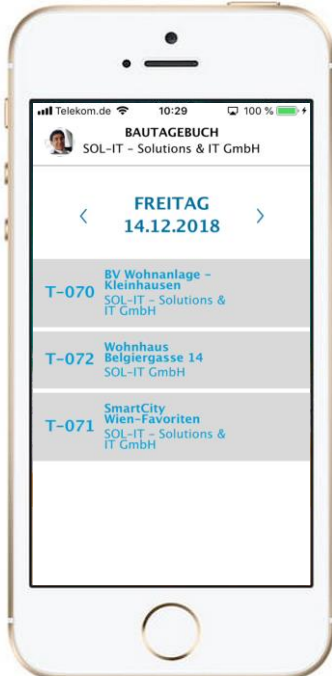 Telekom.de 10:29 100 %
BAUTAGEBUCH
SOL-IT - Solutions & IT GmbH
FREITAG
14.12.2018
T-070
BV Wohnanlage -
Kleinhausen
SOL-IT - Solutions &
IT GmbH
T-072
Wohnhaus
Belgiergasse 14
SOL-IT GmbH
T-071
SmartCity
Wien-Favoriten
SOL-IT - Solutions &
IT GmbH